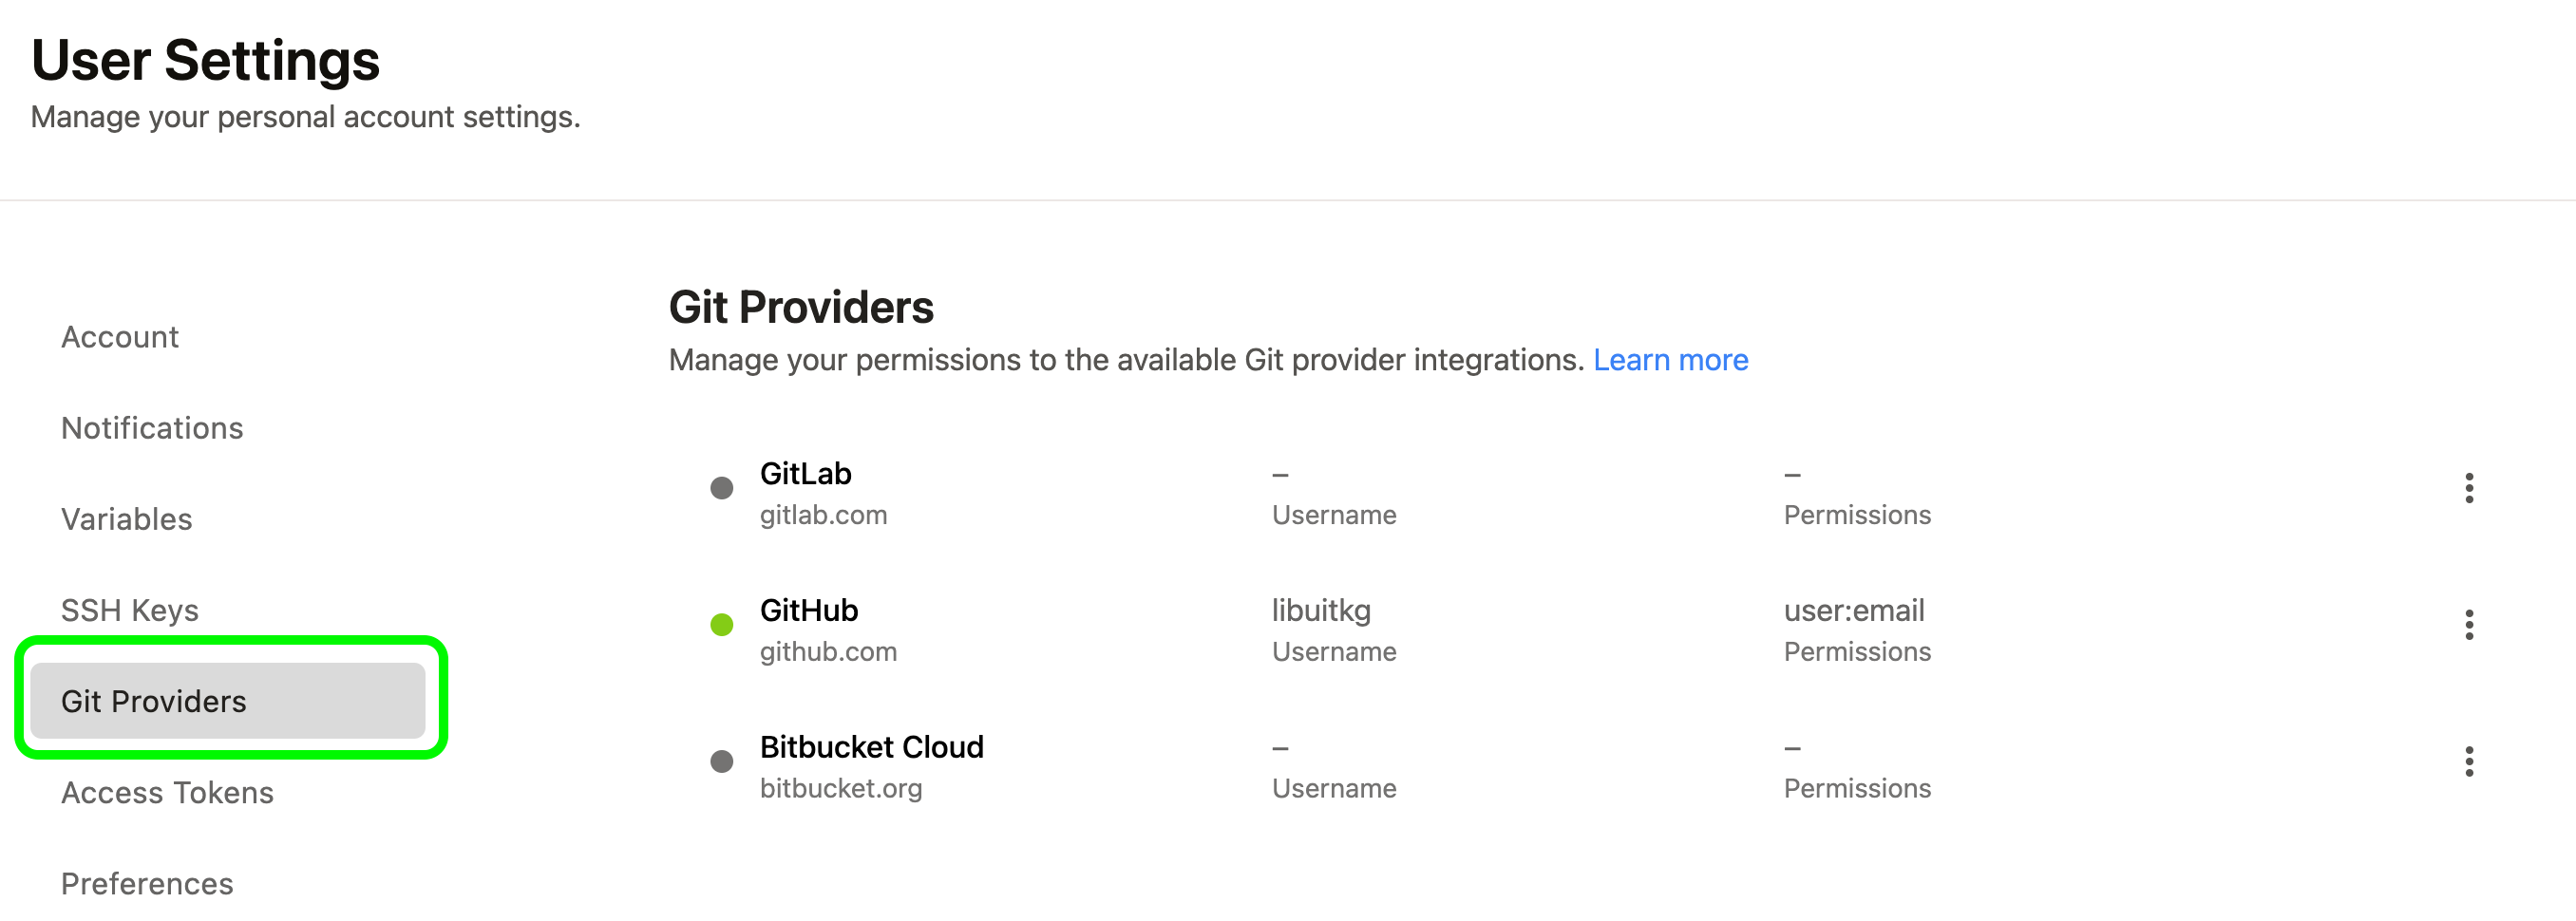 User Settings
Manage your personal account settings.
Account
Notifications
Variables
SSH Keys
Git Providers
Access Tokens
Preferences
Git Providers
Manage your permissions to the available Git provider integrations. Learn more
GitLab – –
gitlab.com Username Permissions
GitHub libuitkg user:email
github.com Username Permissions
Bitbucket Cloud – –
bitbucket.org Username Permissions